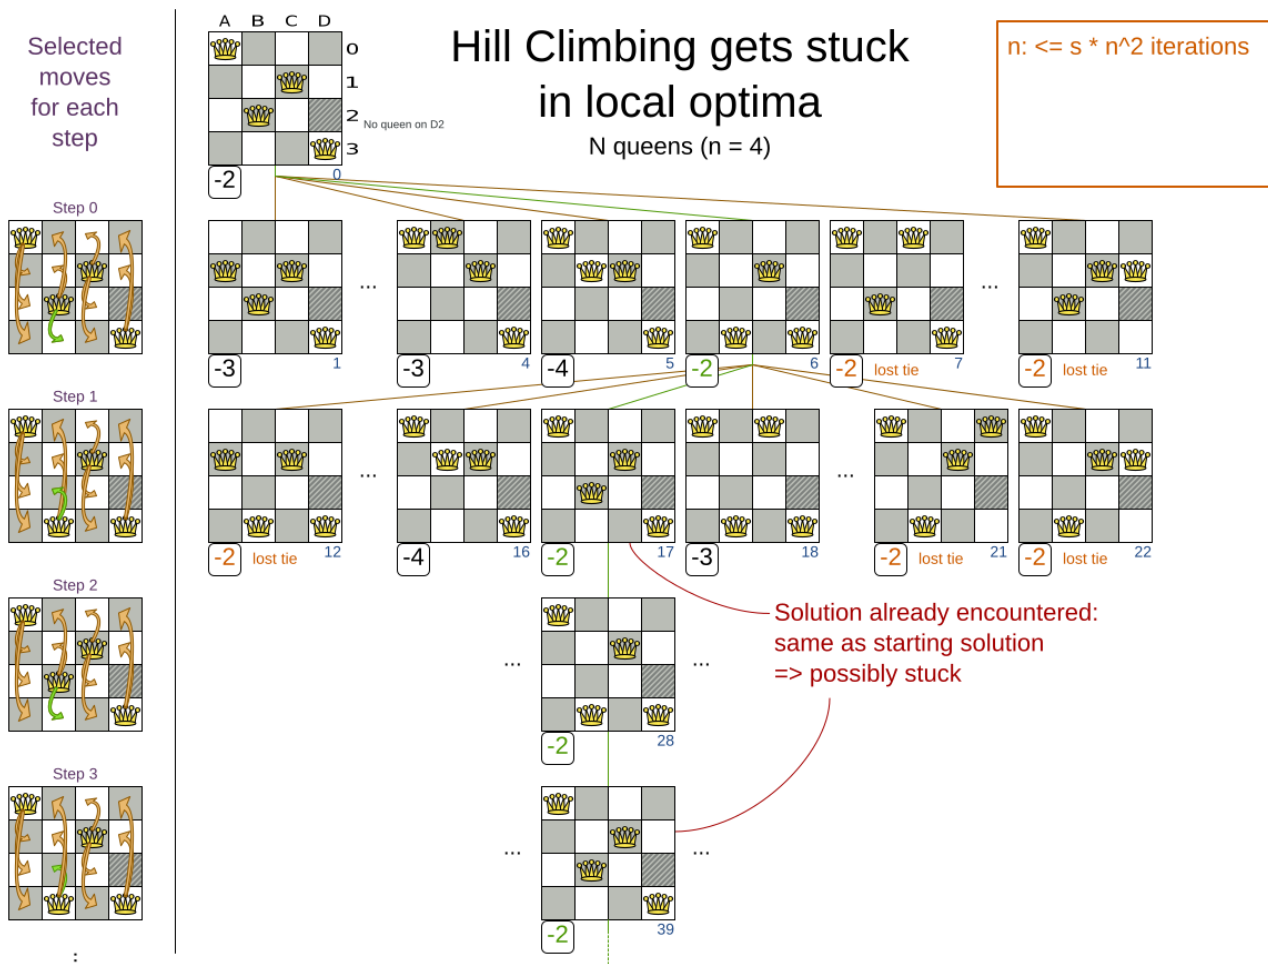 Selected
moves
for each
step
A B C D
0
1
2
3
No queen on D2
-2
0
Hill Climbing gets stuck
in local optima
N queens (n = 4)
n: <= s * n^2 iterations
Step 0
-3
1
...
-3
4
-4
5
-2
6
-2 lost tie
7
...
-2 lost tie
11
Step 1
-2 lost tie
12
...
-4
16
-2
17
-3
18
...
-2 lost tie
21
-2 lost tie
22
Step 2
...
-2
28
...
Solution already encountered:
same as starting solution
=> possibly stuck
Step 3
...
-2
39
...
: